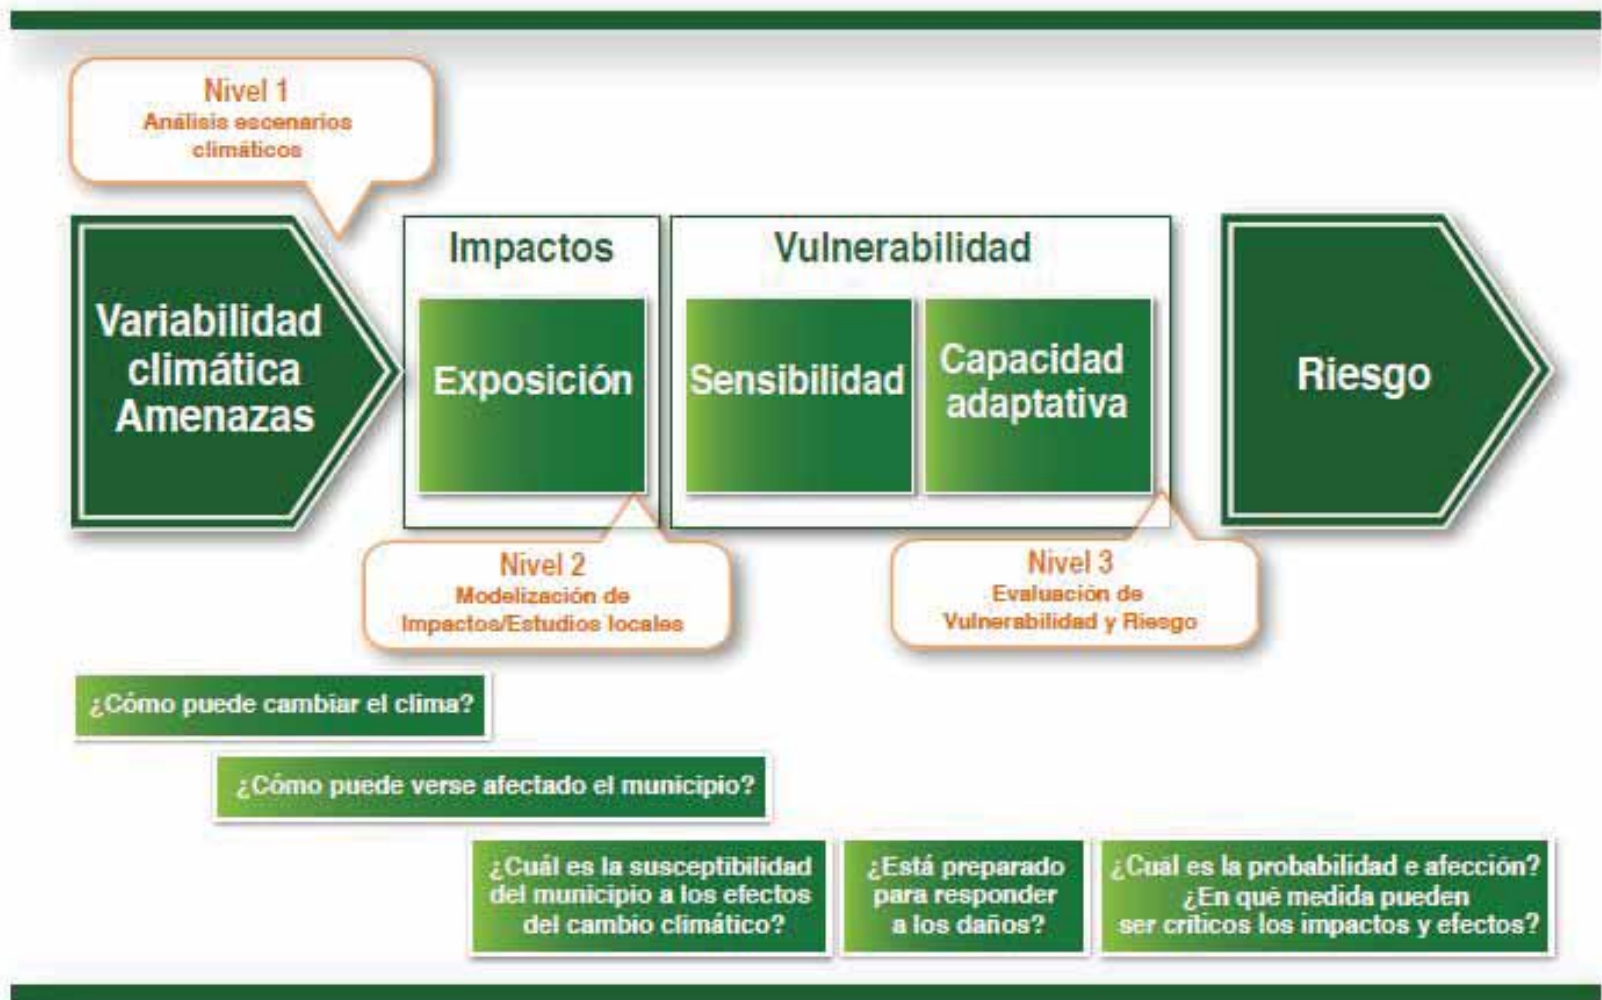 Nivel 1
Análisis escenarios
climáticos
Variabilidad
climática
Amenazas
Impactos
Exposición
Vulnerabilidad
Sensibilidad
Capacidad
adaptativa
Riesgo
Nivel 2
Modelización de
Impactos/Estudios locales
Nivel 3
Evaluación de
Vulnerabilidad y Riesgo
¿Cómo puede cambiar el clima?
¿Cómo puede verse afectado el municipio?
¿Cuál es la susceptibilidad
del municipio a los efectos
del cambio climático?
¿Está preparado
para responder
a los daños?
¿Cuál es la probabilidad e afección?
¿En qué medida pueden
ser críticos los impactos y efectos?